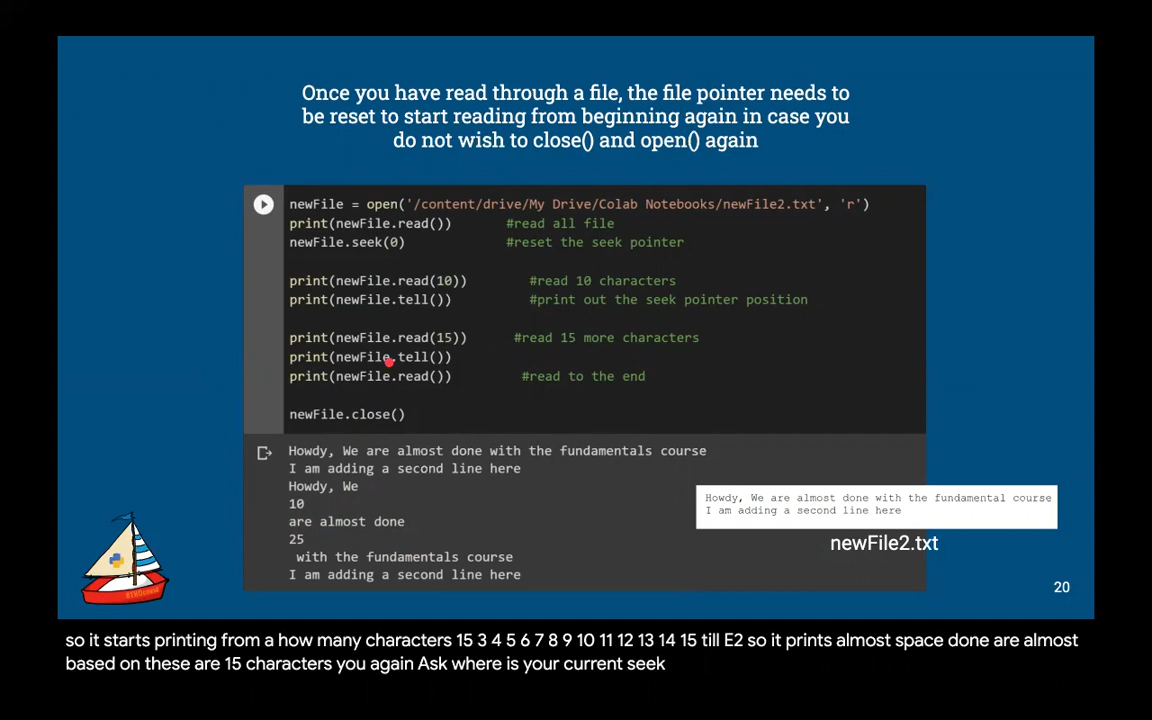 Once you have read through a file, the file pointer needs to
be reset to start reading from beginning again in case you
do not wish to close() and open() again
newFile = open('/content/drive/My Drive/Colab Notebooks/newFile2.txt', 'r')
print(newFile.read()) #read all file
newFile.seek(0) #reset the seek pointer
print(newFile.read(10)) #read 10 characters
print(newFile.tell()) #print out the seek pointer position
print(newFile.read(15)) #read 15 more characters
print(newFile.tell())
print(newFile.read()) #read to the end
newFile.close()
Howdy, We are almost done with the fundamentals course
I am adding a second line here
Howdy, We
10
are almost done
25
with the fundamentals course
I am adding a second line here
Howdy, We are almost done with the fundamental course
I am adding a second line here
newFile2.txt
20
so it starts printing from a how many characters 15 3 4 5 6 7 8 9 10 11 12 13 14 15 till E2 so it prints almost space done are almost
based on these are 15 characters you again Ask where is your current seek